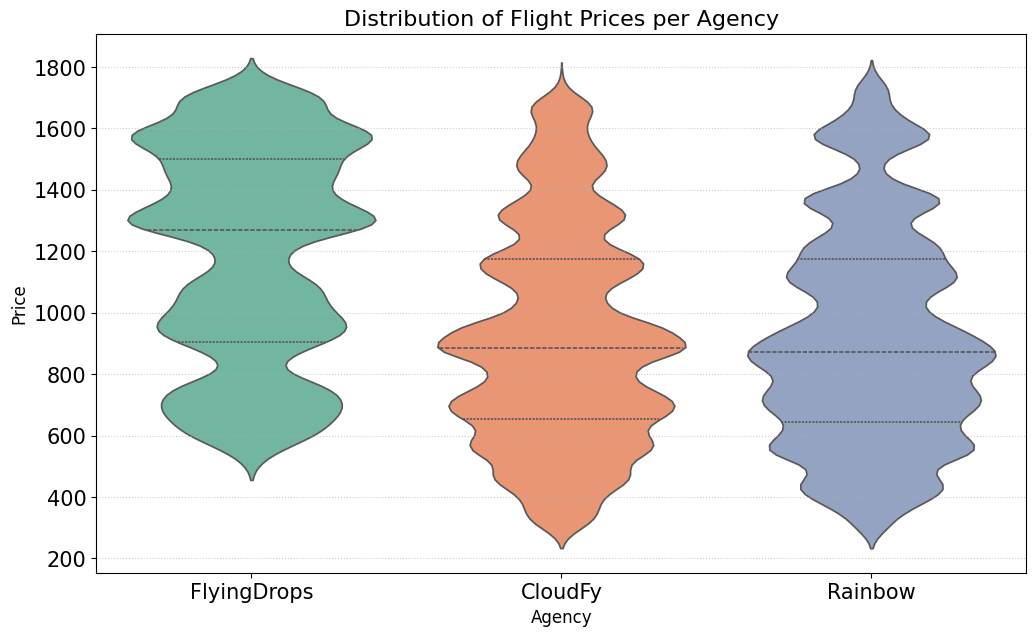 Distribution of Flight Prices per Agency
1800
1600
1400
1200
1000
800
600
400
200
Price
FlyingDrops
CloudFy
Rainbow
Agency